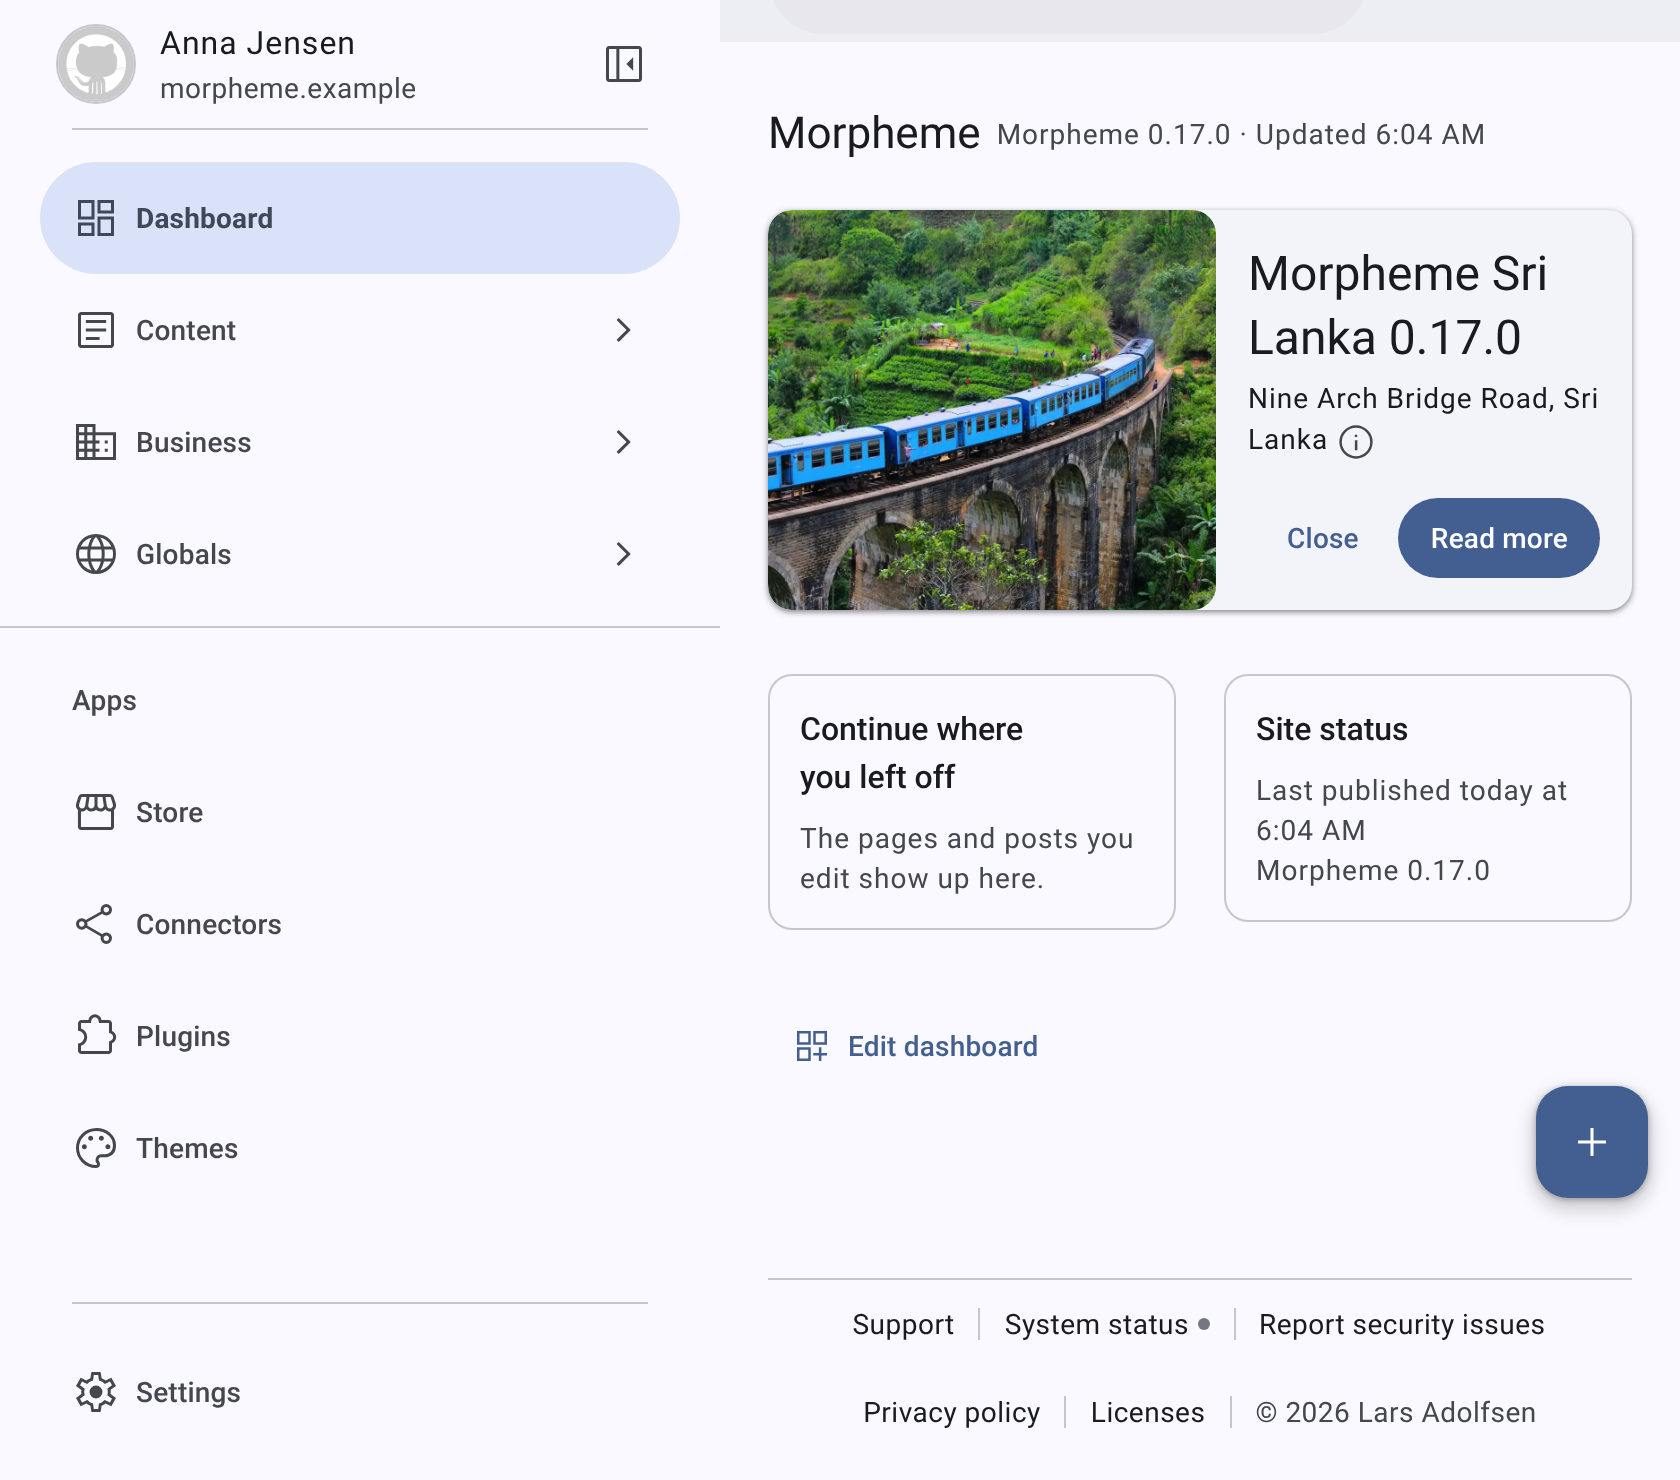 Anna Jensen
morpheme.example
Dashboard
Content
Business
Globals
Apps
Store
Connectors
Plugins
Themes
Settings
Morpheme Morpheme 0.17.0 · Updated 6:04 AM
Morpheme Sri
Lanka 0.17.0
Nine Arch Bridge Road, Sri
Lanka
Close Read more
Continue where
you left off
The pages and posts you
edit show up here.
Site status
Last published today at
6:04 AM
Morpheme 0.17.0
Edit dashboard
Support System status Report security issues
Privacy policy Licenses © 2026 Lars Adolfsen